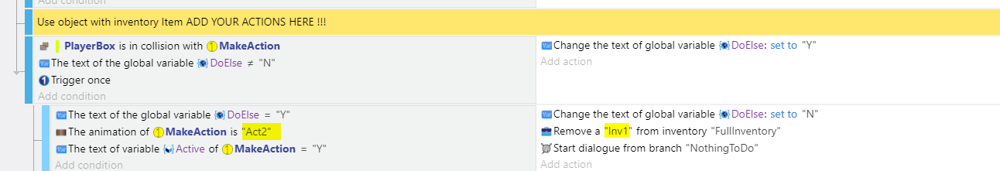 Add condition
Add action
Use object with inventory Item ADD YOUR ACTIONS HERE !!!
PlayerBox is in collision with MakeAction
The text of the global variable DoElse ≠ "N"
Trigger once
Add condition
Change the text of global variable DoElse: set to "Y"
Add action
The text of the global variable DoElse = "Y"
The animation of MakeAction is "Act2"
The text of variable Active of MakeAction = "Y"
Add condition
Change the text of global variable DoElse: set to "N"
Remove a "Inv1" from inventory "FullInventory"
Start dialogue from branch "NothingToDo"
Add action